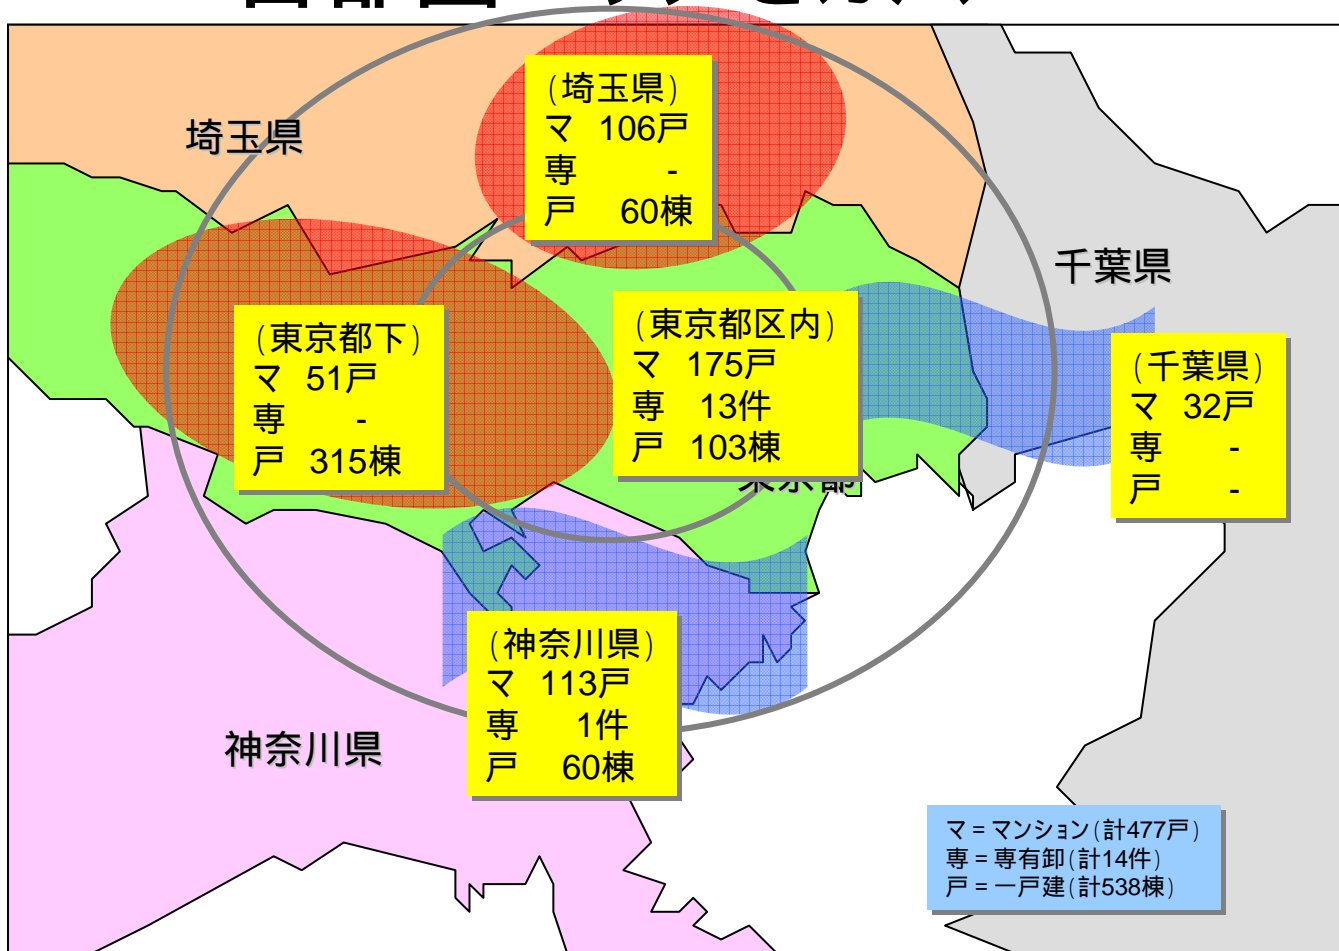 埼玉県
(埼玉県)
マ 106戸
専 -
戸 60棟
千葉県
(東京都下)
マ 51戸
専 -
戸 315棟
(東京都区内)
マ 175戸
専 13件
戸 103棟
東京都
(千葉県)
マ 32戸
専 -
戸 -
(神奈川県)
マ 113戸
専 1件
戸 60棟
神奈川県
マ = マンション(計477戸)
専 = 専有卸(計14件)
戸 = 一戸建(計538棟)